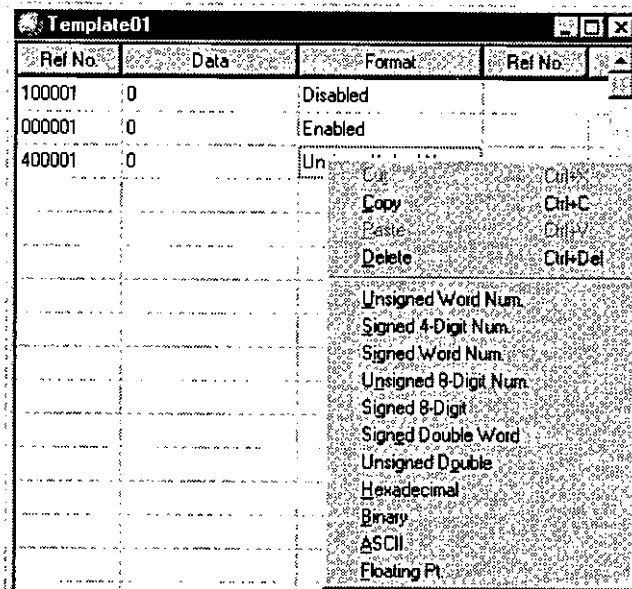 Template01
Ref No. Data Format Ref No.
100001 0 Disabled
000001 0 Enabled
400001 0 Un
Cut Ctrl+X
Copy Ctrl+C
Paste Ctrl+V
Delete Ctrl+Del
Unsigned Word Num.
Signed 4-Digit Num.
Signed Word Num.
Unsigned 8-Digit Num.
Signed 8-Digit
Signed Double Word
Unsigned Double
Hexadecimal
Binary
ASCII
Floating Pt.